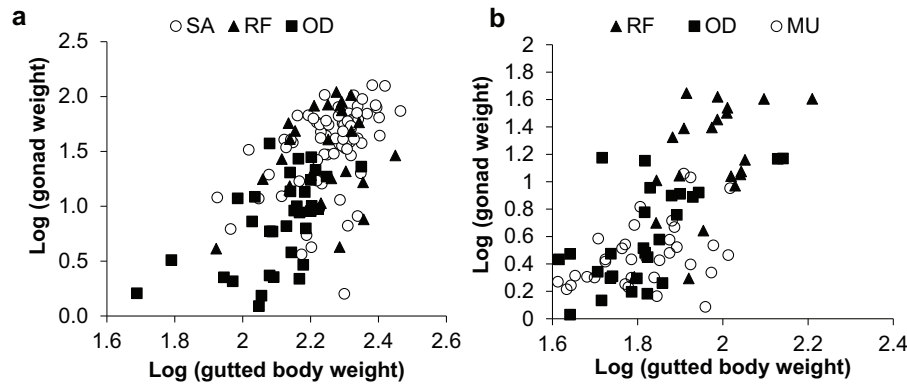 a
SA RF OD
2.5
2.0
1.5
1.0
0.5
0.0
1.6 1.8 2 2.2 2.4 2.6
Log (gonad weight)
Log (gutted body weight)
b
RF OD MU
2
1.8
1.6
1.4
1.2
1
0.8
0.6
0.4
0.2
0
1.6 1.8 2 2.2 2.4
Log (gonad weight)
Log (gutted body weight)